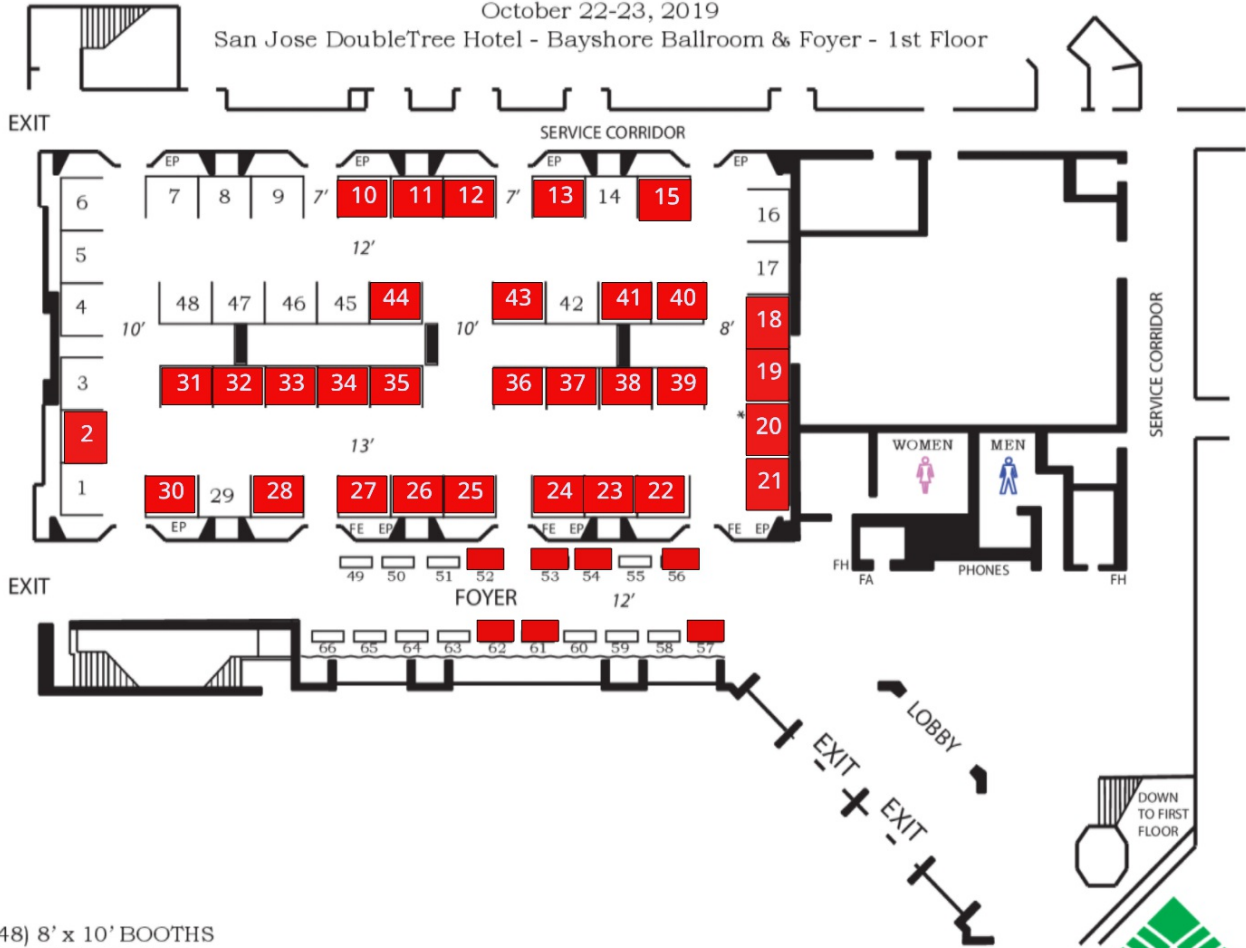 October 22-23, 2019
San Jose DoubleTree Hotel - Bayshore Ballroom & Foyer - 1st Floor
EXIT
SERVICE CORRIDOR
EP EP EP EP
6 7 8 9 7' 10 11 12 7' 13 14 15 16
5 12' 17
4 48 47 46 45 44 43 42 41 40 18
10' 10' 8'
SERVICE CORRIDOR
3 31 32 33 34 35 36 37 38 39 19
2 13' * 20
WOMEN MEN
1 30 29 28 27 26 25 24 23 22 21
EP FE EP FE EP FE EP
49 50 51 52 53 54 55 56
FH FA PHONES FH
EXIT
FOYER 12'
66 65 64 63 62 61 60 59 58 57
LOBBY
EXIT
EXIT
DOWN
TO FIRST
FLOOR
48) 8' x 10' BOOTHS